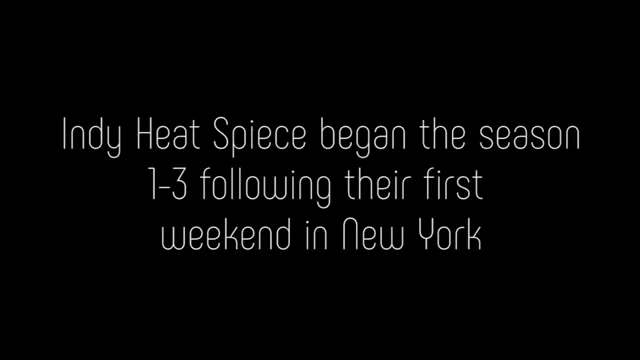 Indy Heat Spiece began the season
1-3 following their first
weekend in New York